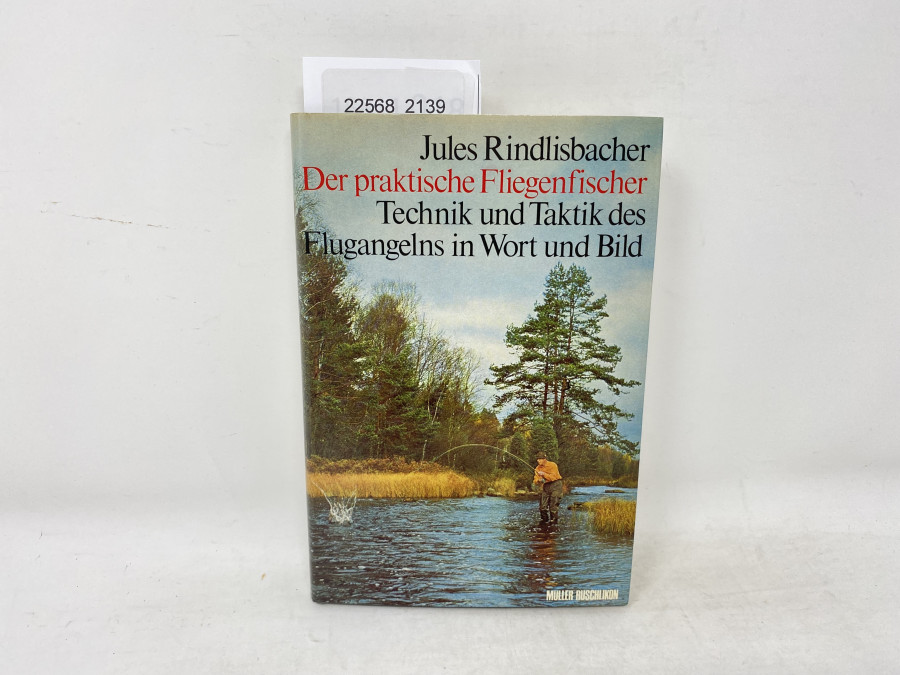 22568 2139
Jules Rindlisbacher
Der praktische Fliegenfischer
Technik und Taktik des
Flugangelns in Wort und Bild
MÜLLER RÜSCHLIKON